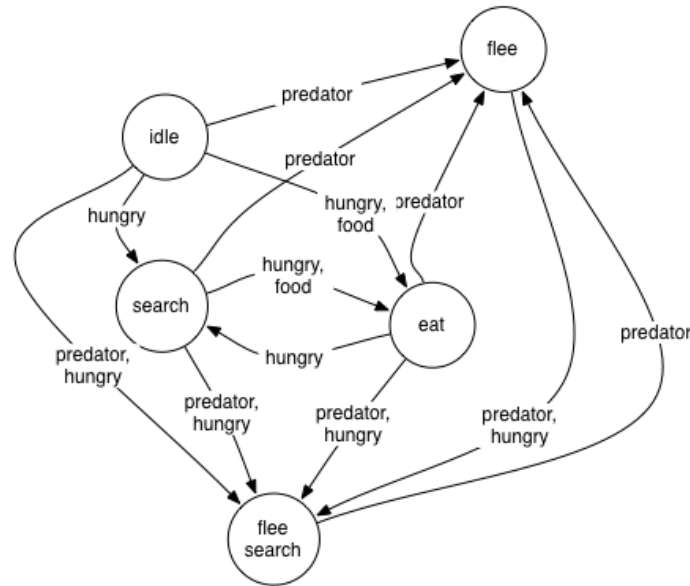 flee
predator
idle
predator
hungry
hungry,
food
predator
hungry,
food
search
eat
hungry
predator
predator,
hungry
predator,
hungry
predator,
hungry
predator,
hungry
flee
search